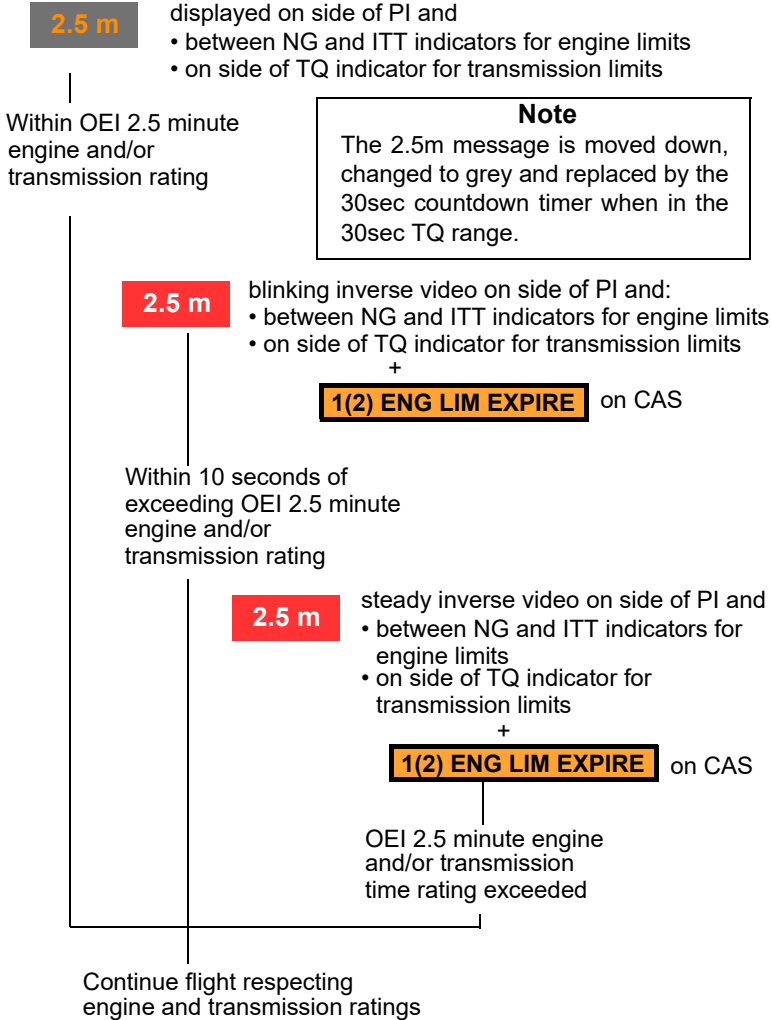 2.5 m
displayed on side of PI and
• between NG and ITT indicators for engine limits
• on side of TQ indicator for transmission limits
Within OEI 2.5 minute
engine and/or
transmission rating
Note
The 2.5m message is moved down,
changed to grey and replaced by the
30sec countdown timer when in the
30sec TQ range.
2.5 m
blinking inverse video on side of PI and:
• between NG and ITT indicators for engine limits
• on side of TQ indicator for transmission limits
+
1(2) ENG LIM EXPIRE on CAS
Within 10 seconds of
exceeding OEI 2.5 minute
engine and/or
transmission rating
2.5 m
steady inverse video on side of PI and
• between NG and ITT indicators for
engine limits
• on side of TQ indicator for
transmission limits
+
1(2) ENG LIM EXPIRE on CAS
OEI 2.5 minute engine
and/or transmission
time rating exceeded
Continue flight respecting
engine and transmission ratings